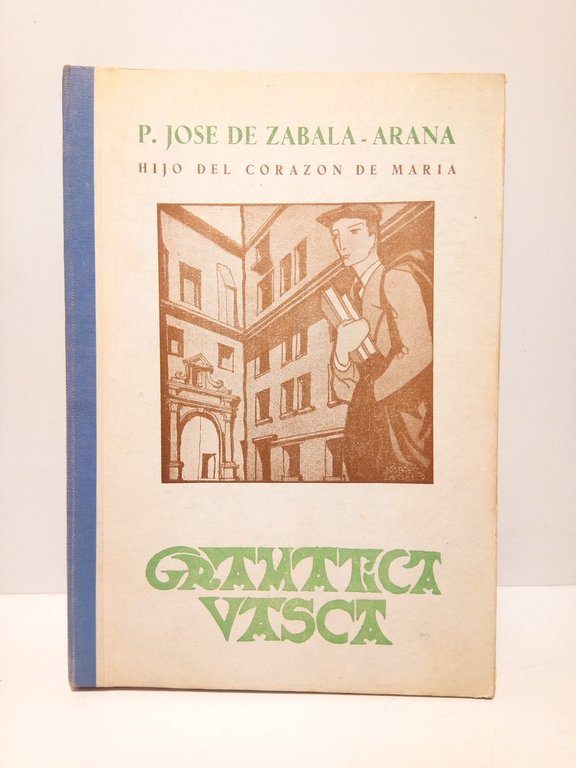 P. JOSE DE ZABALA - ARANA
HIJO DEL CORAZON DE MARIA
GRAMATICA
VASCA